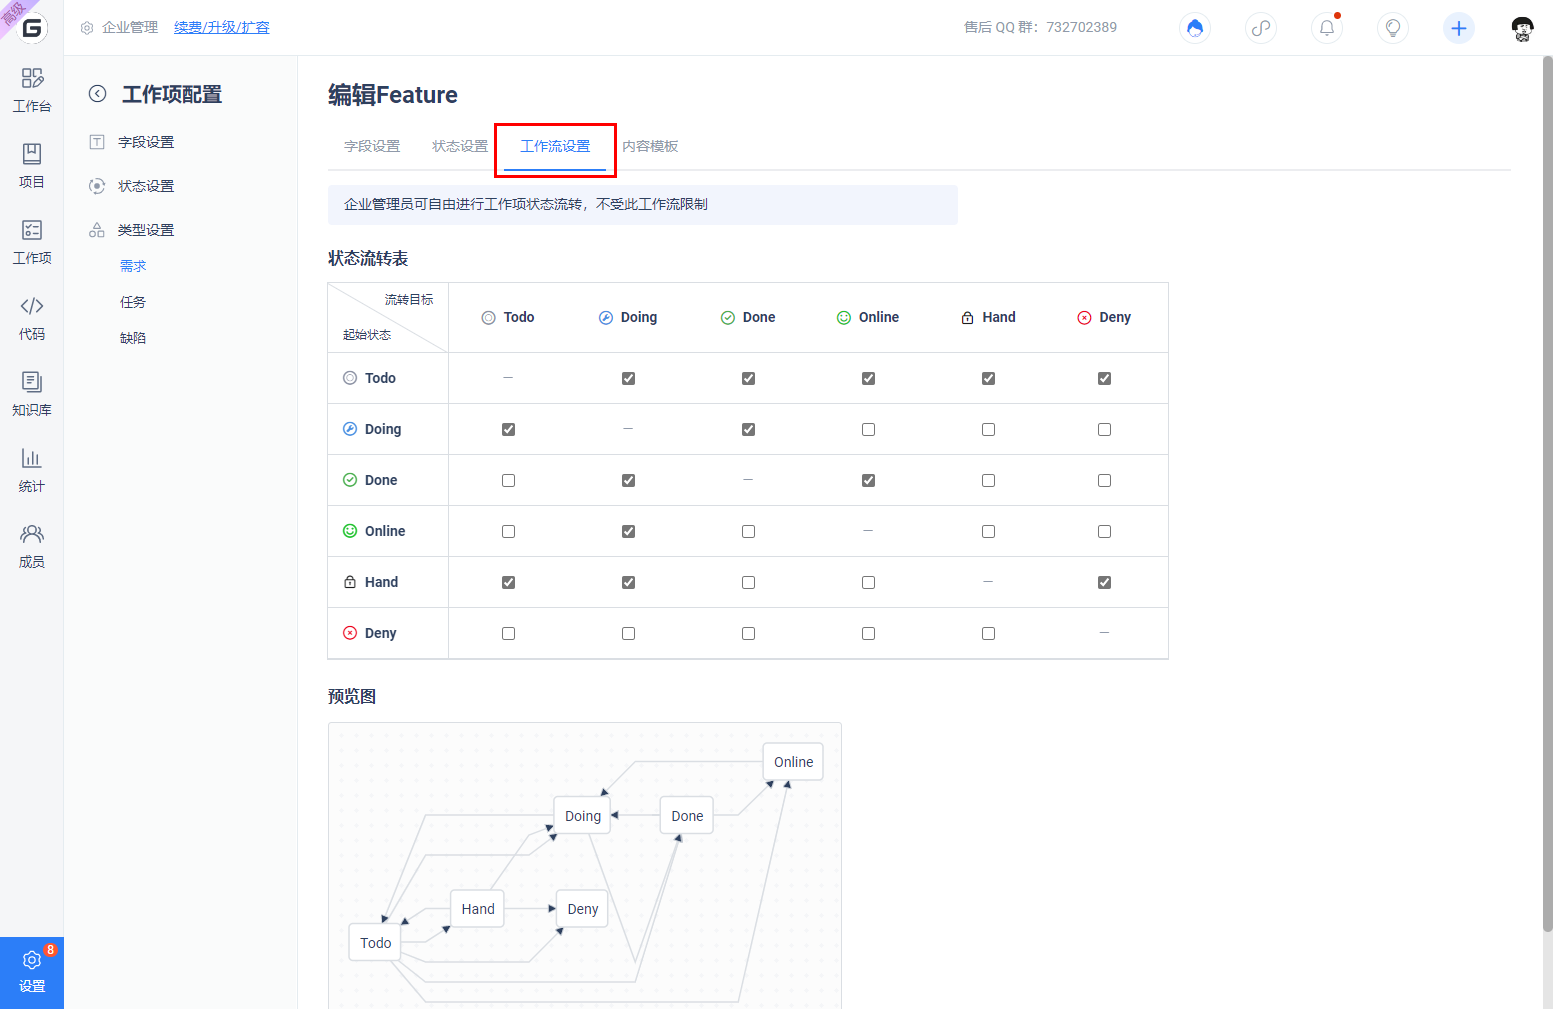 高级
G
企业管理 续费/升级/扩容
售后 QQ 群：732702389
工作台
项目
工作项
代码
知识库
统计
成员
8
设置
工作项配置
字段设置
状态设置
类型设置
需求
任务
缺陷
编辑Feature
字段设置 状态设置 工作流设置 内容模板
企业管理员可自由进行工作项状态流转，不受此工作流限制
状态流转表
流转目标
起始状态
Todo Doing Done Online Hand Deny
Todo
Doing
Done
Online
Hand
Deny
预览图
Online
Doing Done
Hand Deny
Todo